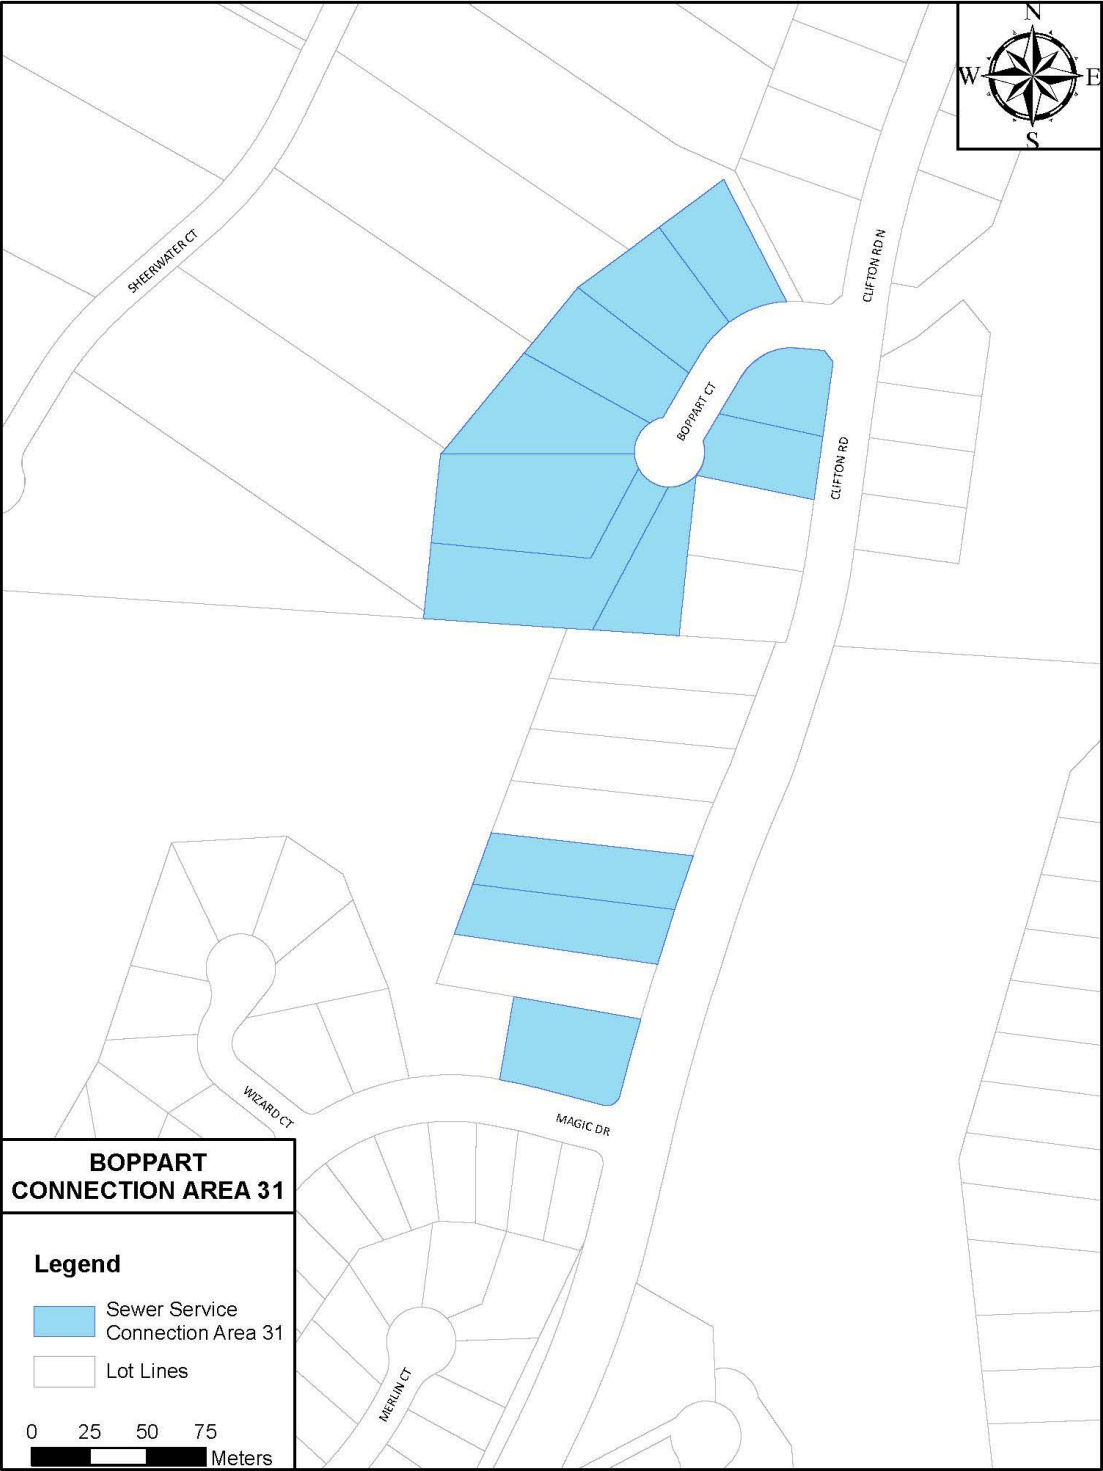 N
W E
S
CLIFTON RD N
SHEERWATER CT
BOPPART CT
CLIFTON RD
WIZARD CT
MAGIC DR
MERLIN CT
BOPPART
CONNECTION AREA 31
Legend
Sewer Service
Connection Area 31
Lot Lines
0 25 50 75
Meters